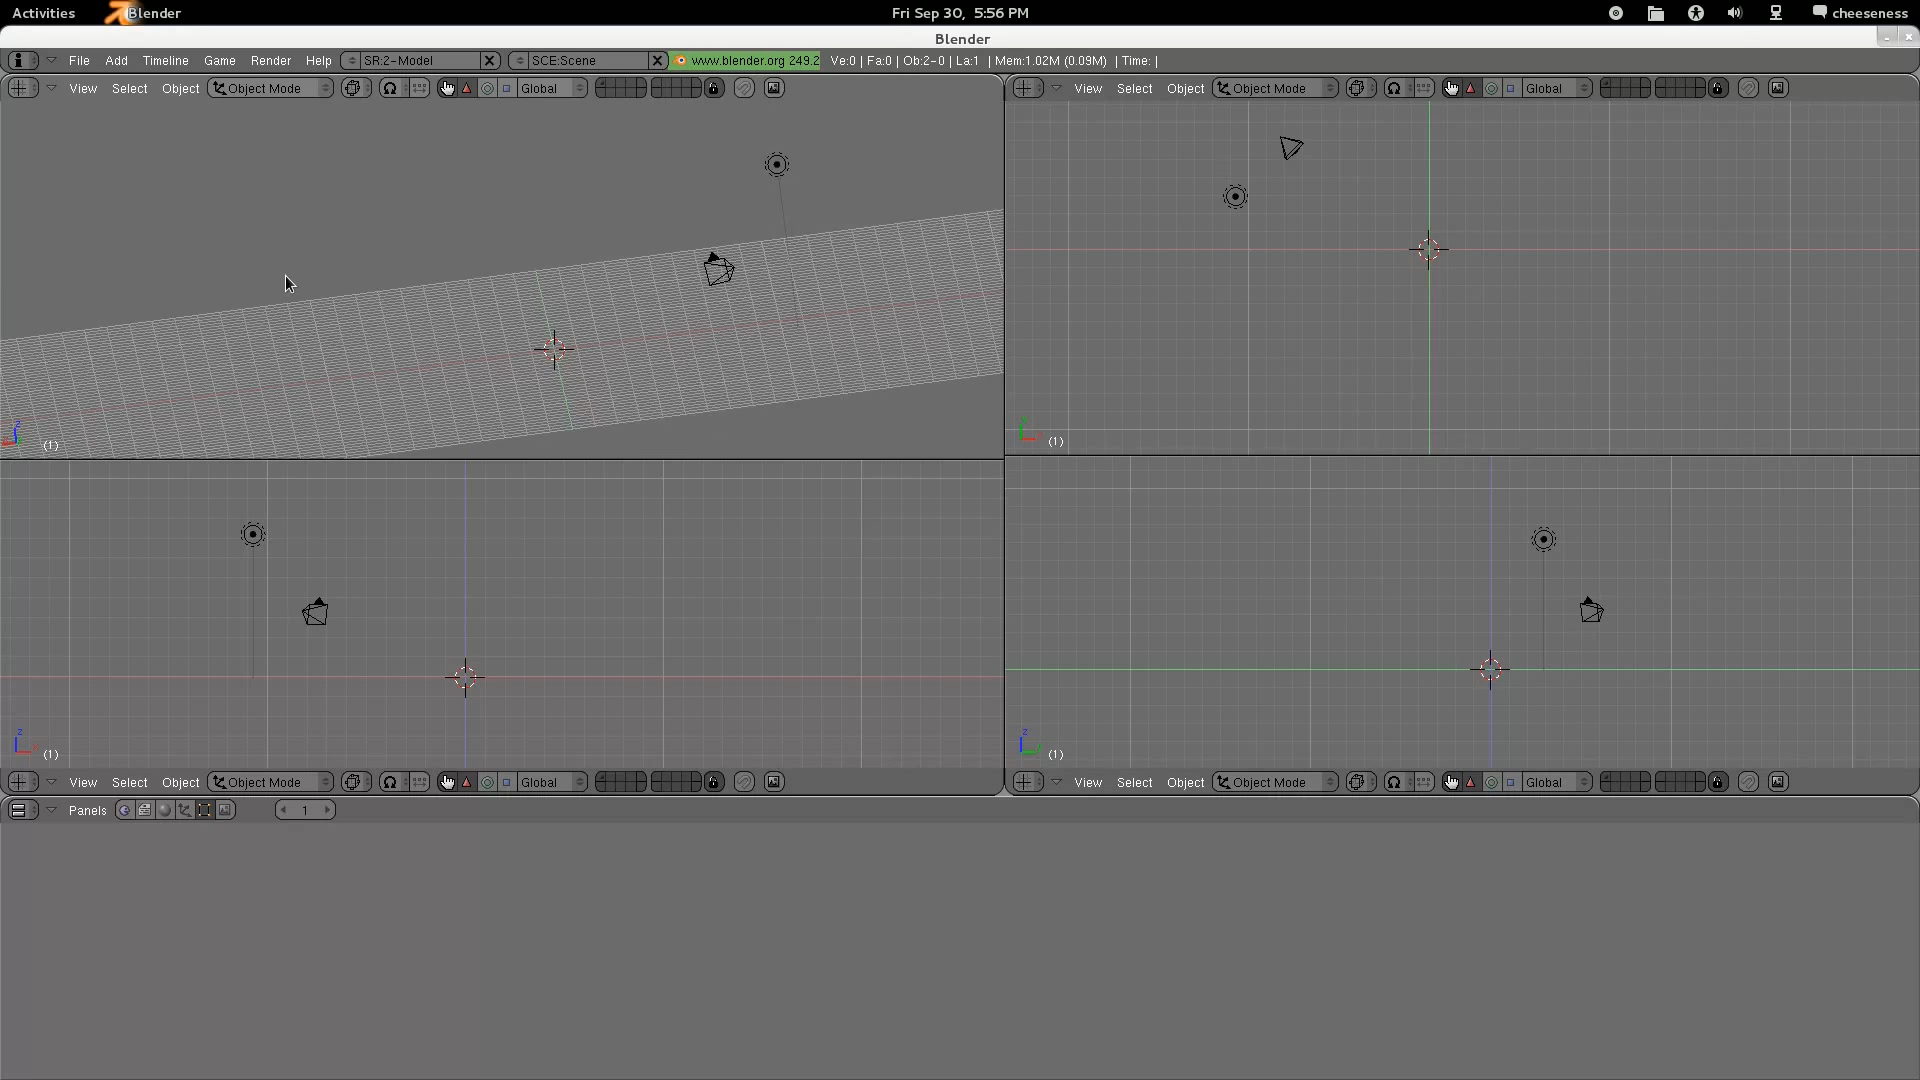 Activities Blender Fri Sep 30, 5:56 PM cheeseness
Blender
File Add Timeline Game Render Help SR:2-Model SCE:Scene www.blender.org 249.2 Ve:0 | Fa:0 | Ob:2-0 | La:1 | Mem:1.02M (0.09M) | Time: |
View Select Object Object Mode Global View Select Object Object Mode Global
z
(1)
(1)
z
(1)
z
(1)
View Select Object Object Mode Global View Select Object Object Mode Global
Panels 1